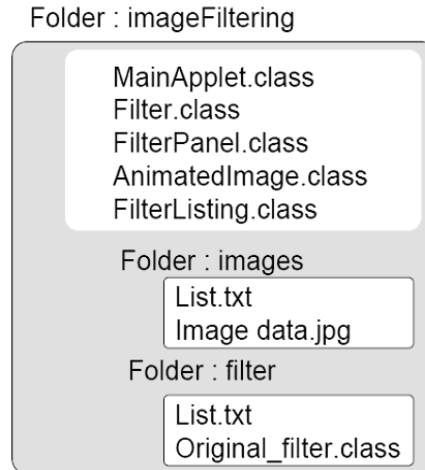 Folder : imageFiltering
MainApplet.class
Filter.class
FilterPanel.class
AnimatedImage.class
FilterListing.class
Folder : images
List.txt
Image data.jpg
Folder : filter
List.txt
Original_filter.class